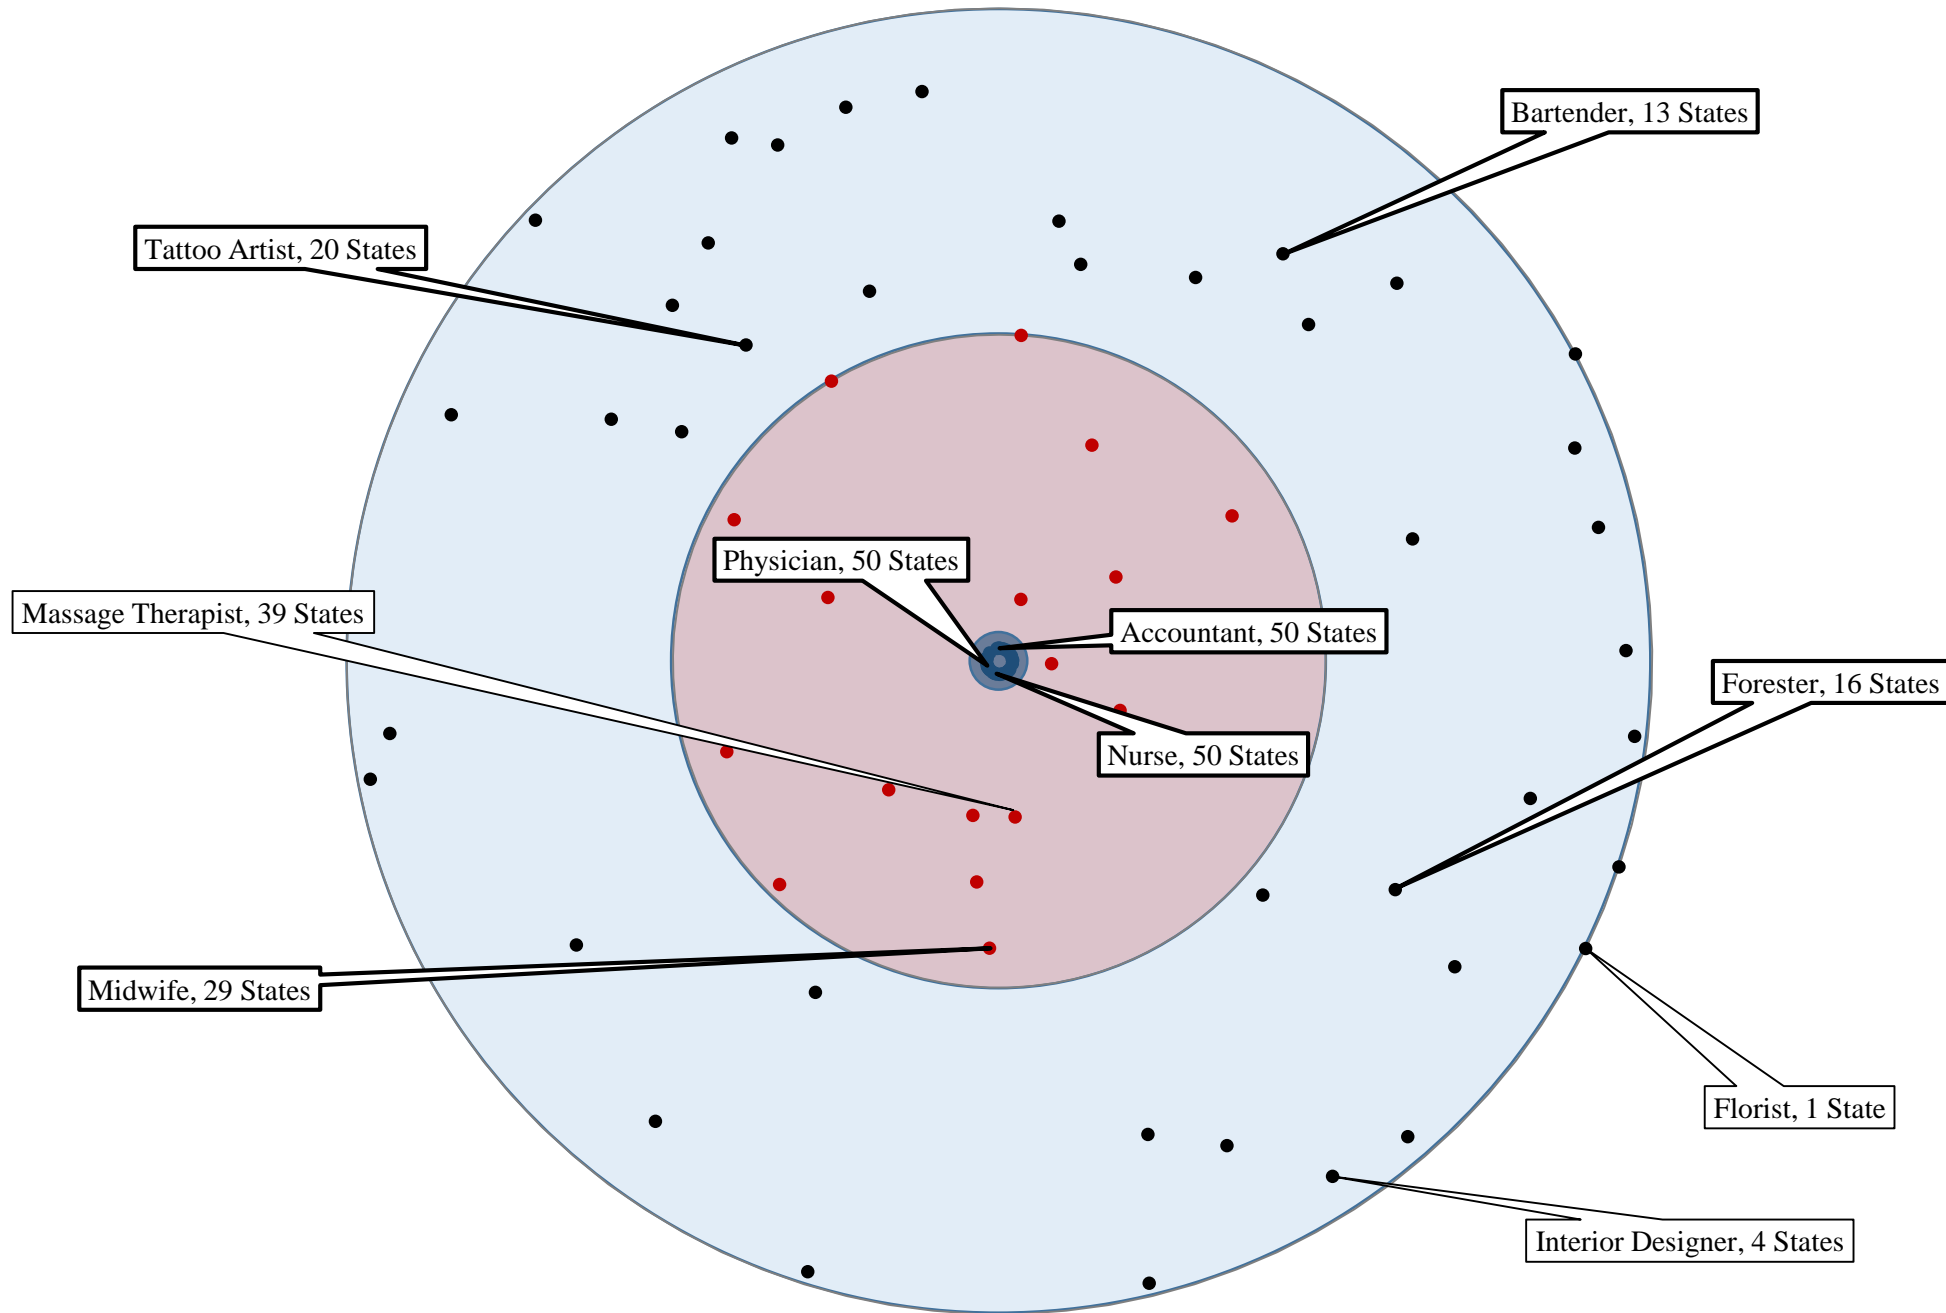 Bartender, 13 States
Tattoo Artist, 20 States
Physician, 50 States
Massage Therapist, 39 States
Accountant, 50 States
Forester, 16 States
Nurse, 50 States
Midwife, 29 States
Florist, 1 State
Interior Designer, 4 States